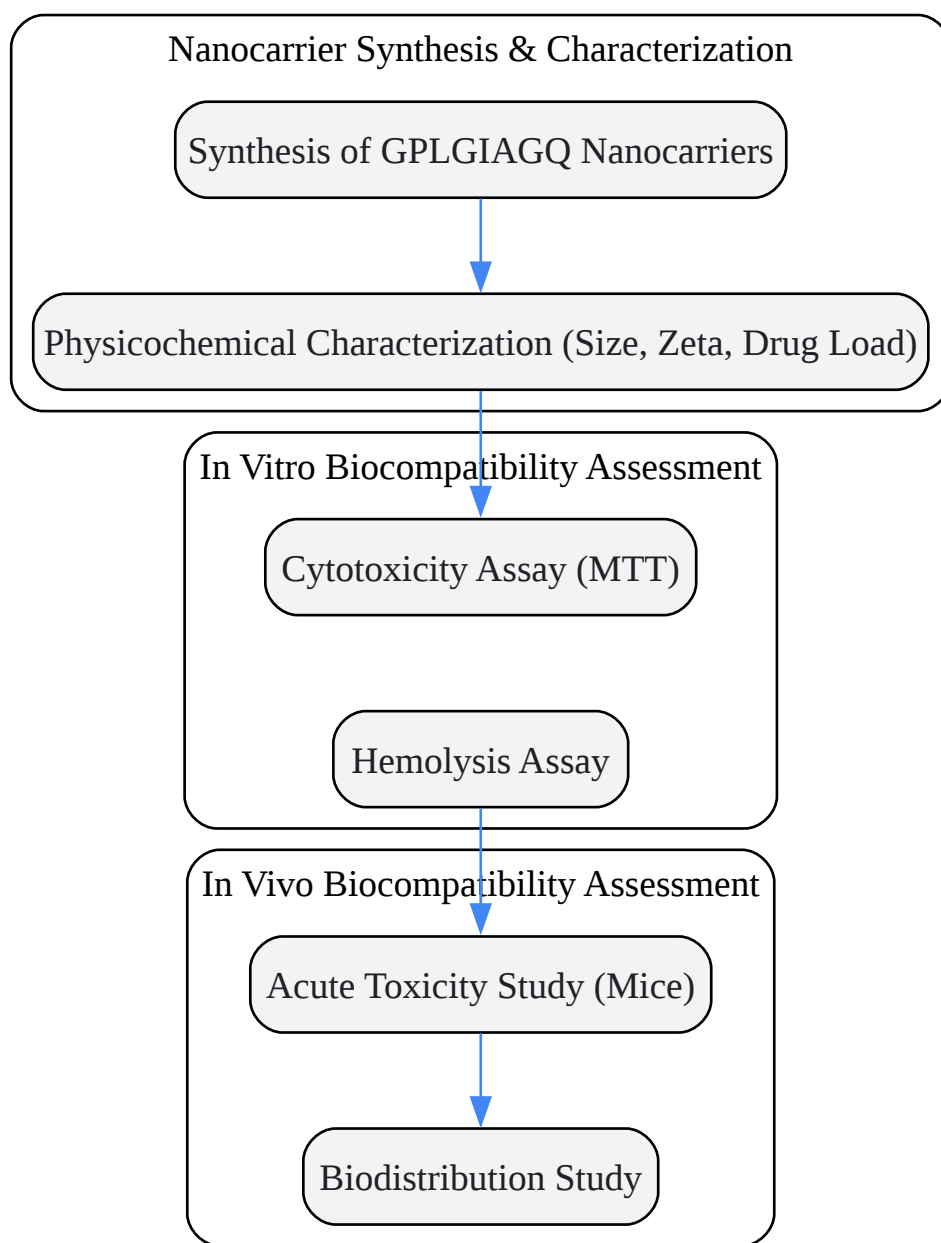 Nanocarrier Synthesis & Characterization
Synthesis of GPLGIAGQ Nanocarriers
Physicochemical Characterization (Size, Zeta, Drug Load)
In Vitro Biocompatibility Assessment
Cytotoxicity Assay (MTT)
Hemolysis Assay
In Vivo Biocompatibility Assessment
Acute Toxicity Study (Mice)
Biodistribution Study